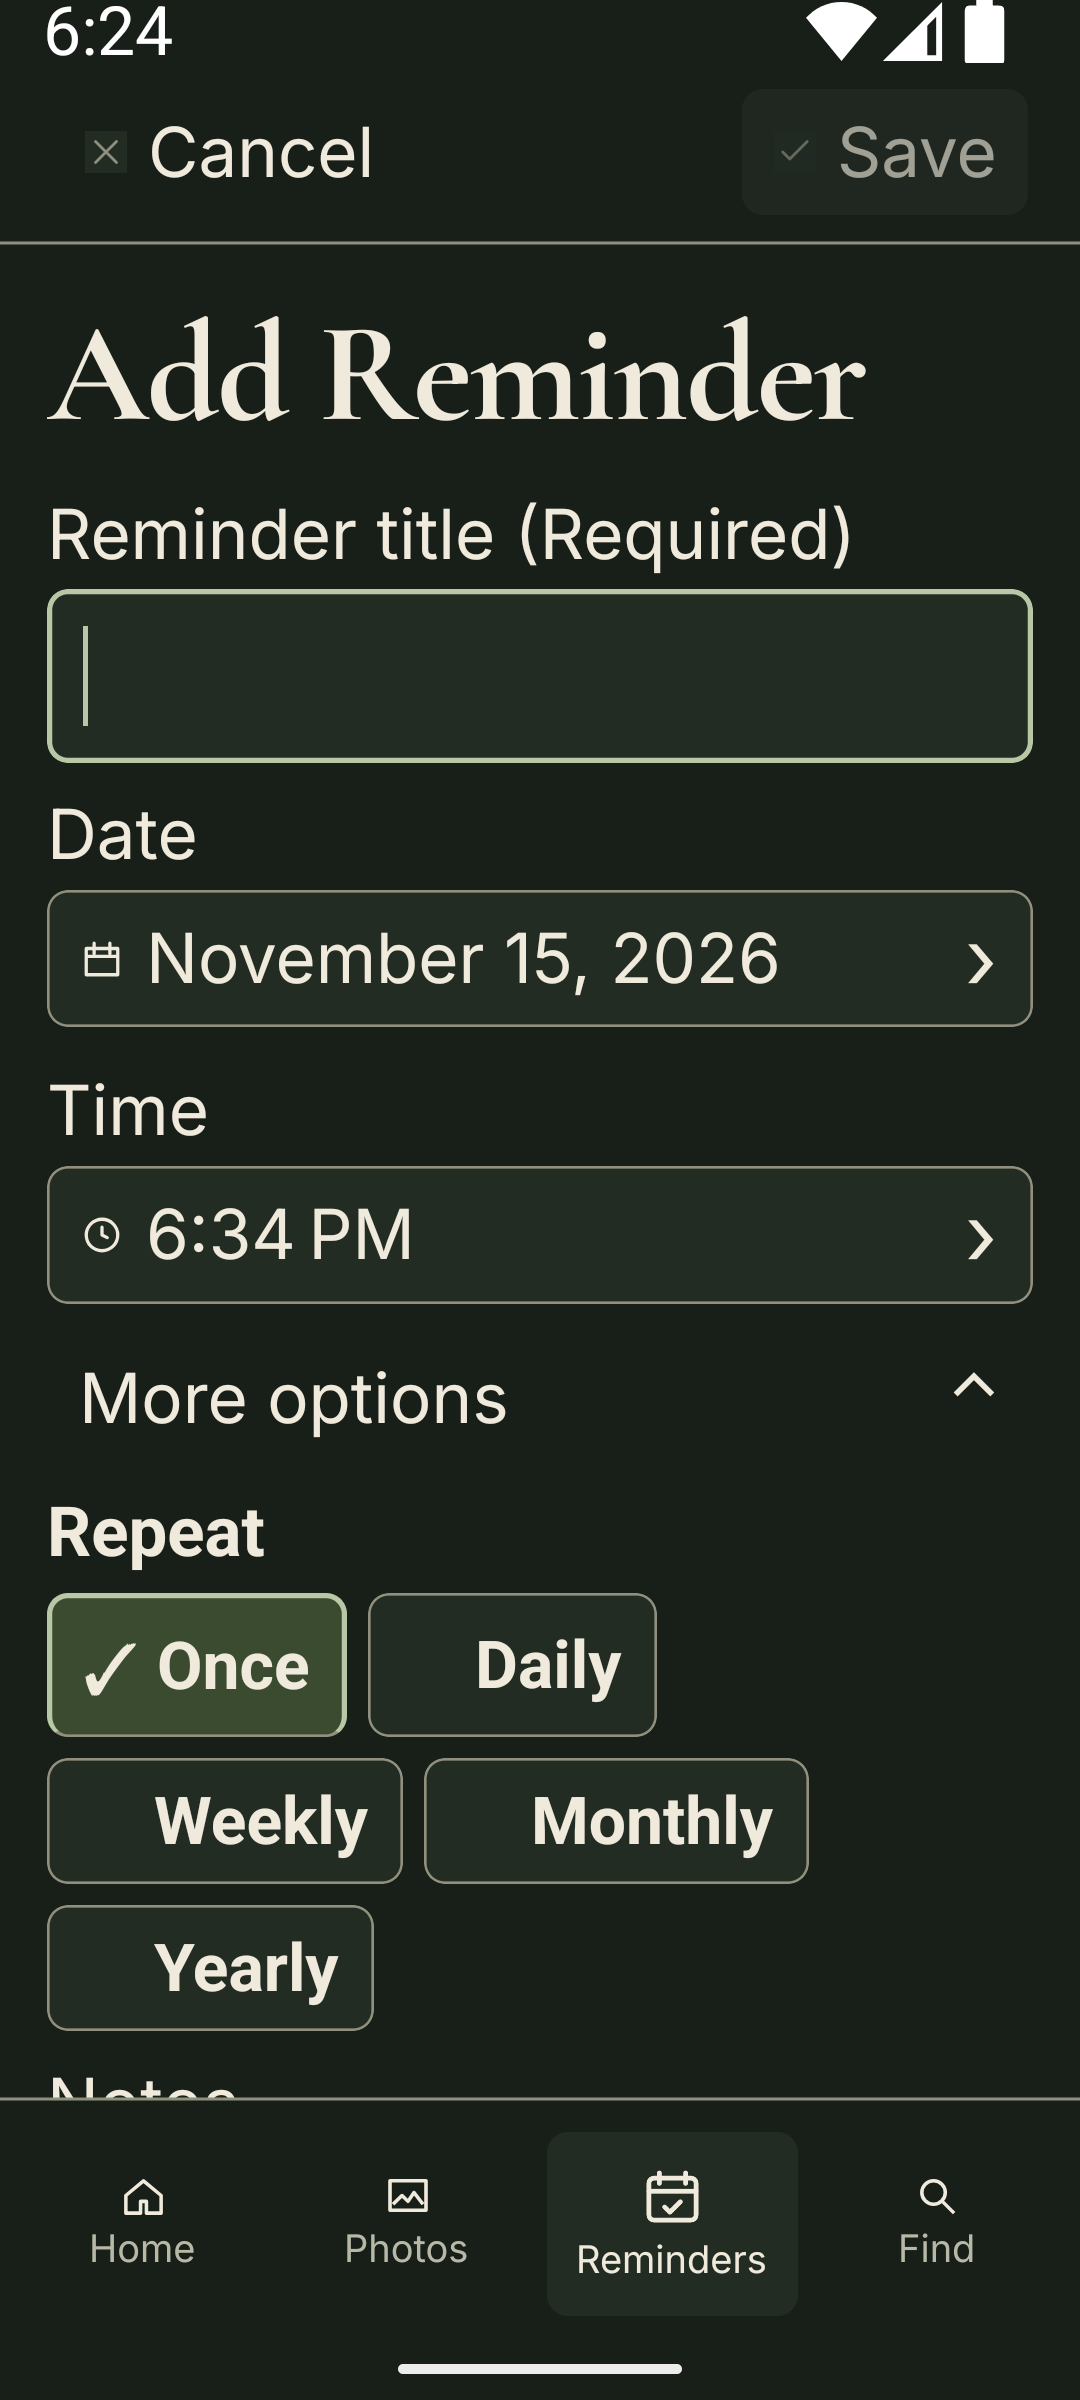 6:24
Cancel
Save
Add Reminder
Reminder title (Required)
Date
November 15, 2026
Time
6:34 PM
More options
Repeat
✓ Once
Daily
Weekly
Monthly
Yearly
Notes
Home
Photos
Reminders
Find